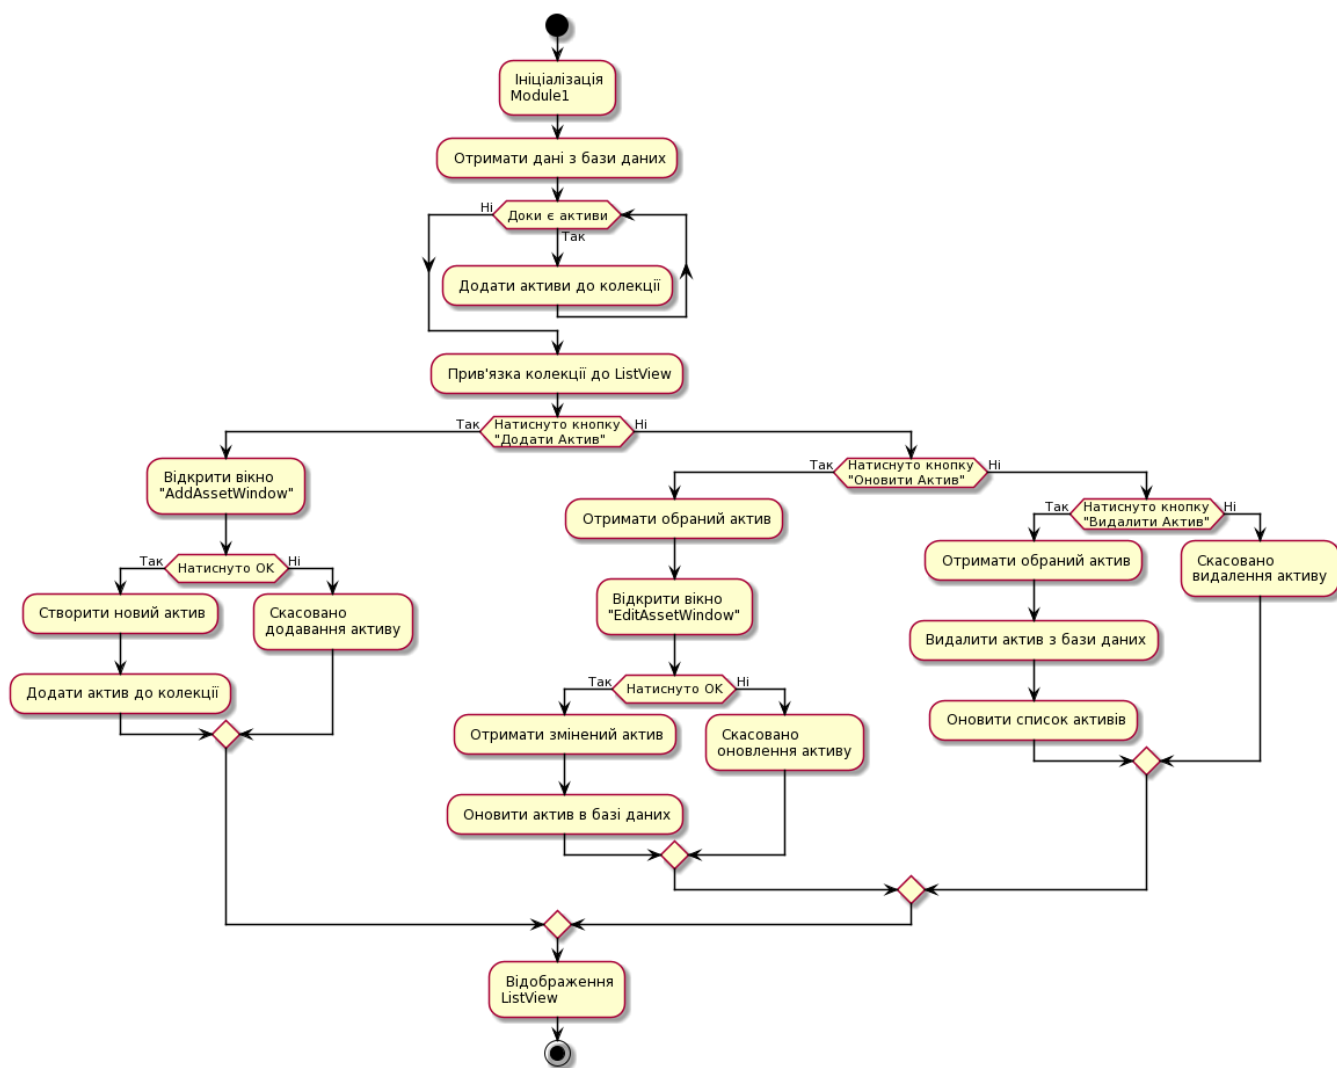 Ініціалізація
Module1
Отримати дані з бази даних
Ні
Доки є активи
Так
Додати активи до колекції
Прив'язка колекції до ListView
Так
Натиснуто кнопку
"Додати Актив"
Ні
Відкрити вікно
"AddAssetWindow"
Так
Натиснуто OK
Ні
Створити новий актив
Скасовано
додавання активу
Додати актив до колекції
Так
Натиснуто кнопку
"Оновити Актив"
Ні
Отримати обраний актив
Відкрити вікно
"EditAssetWindow"
Так
Натиснуто OK
Ні
Отримати змінений актив
Скасовано
оновлення активу
Оновити актив в базі даних
Так
Натиснуто кнопку
"Видалити Актив"
Ні
Отримати обраний актив
Скасовано
видалення активу
Видалити актив з бази даних
Оновити список активів
Відображення
ListView